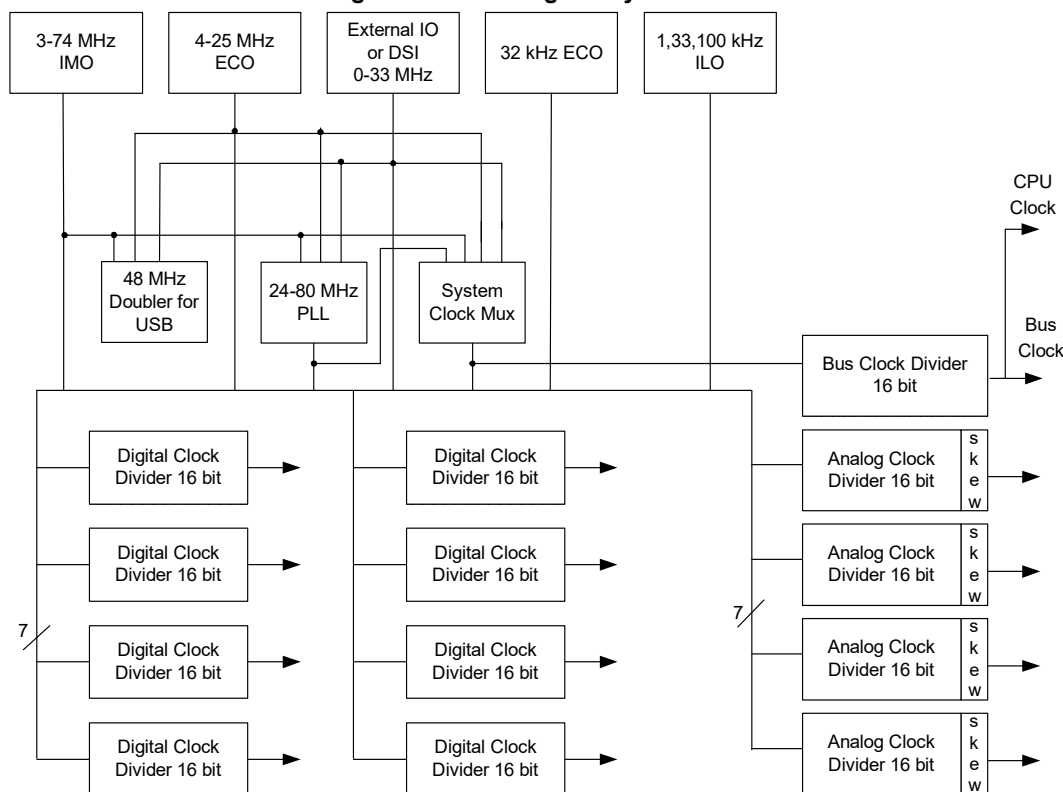 3-74 MHz
IMO
4-25 MHz
ECO
External IO
or DSI
0-33 MHz
32 kHz ECO
1,33,100 kHz
ILO
CPU
Clock
48 MHz
Doubler for
USB
24-80 MHz
PLL
System
Clock Mux
Bus
Clock
Bus Clock Divider
16 bit
Digital Clock
Divider 16 bit
Digital Clock
Divider 16 bit
Analog Clock
Divider 16 bit
skew
Digital Clock
Divider 16 bit
Digital Clock
Divider 16 bit
Analog Clock
Divider 16 bit
skew
7
7
Digital Clock
Divider 16 bit
Digital Clock
Divider 16 bit
Analog Clock
Divider 16 bit
skew
Digital Clock
Divider 16 bit
Digital Clock
Divider 16 bit
Analog Clock
Divider 16 bit
skew